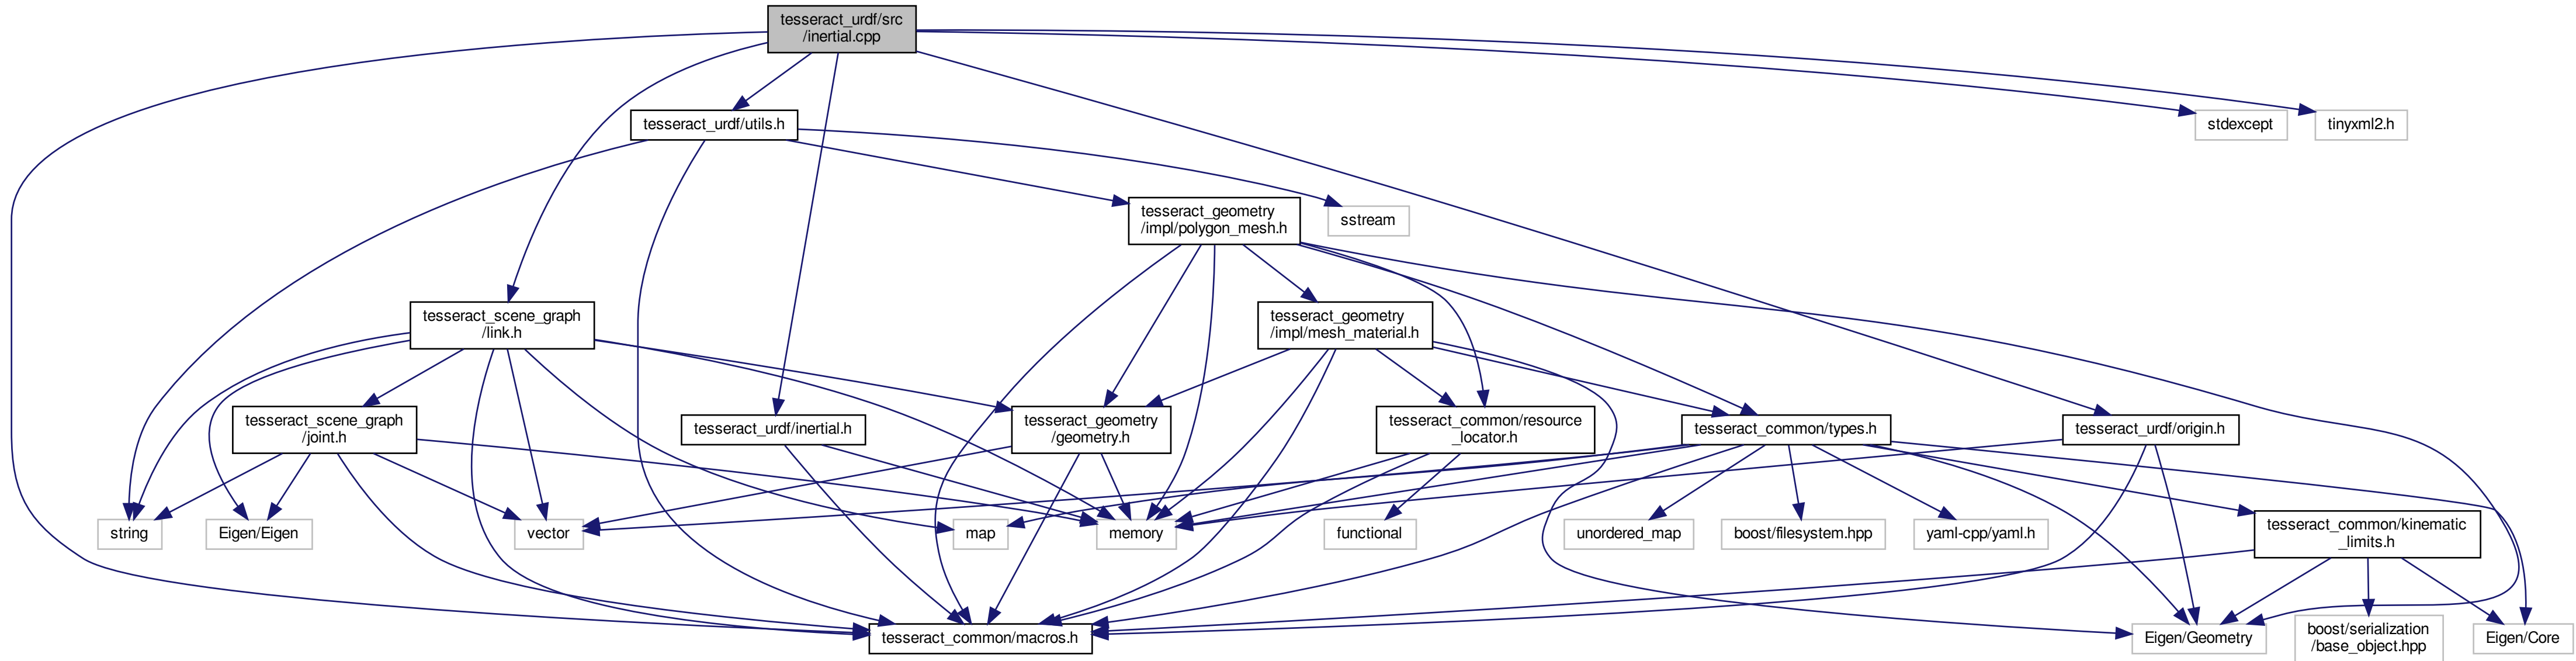 tesseract_urdf/src
/inertial.cpp
tesseract_urdf/utils.h
stdexcept
tinyxml2.h
tesseract_geometry
/impl/polygon_mesh.h
sstream
tesseract_scene_graph
/link.h
tesseract_geometry
/impl/mesh_material.h
tesseract_scene_graph
/joint.h
tesseract_urdf/inertial.h
tesseract_geometry
/geometry.h
tesseract_common/resource
_locator.h
tesseract_common/types.h
tesseract_urdf/origin.h
string
Eigen/Eigen
vector
map
memory
functional
unordered_map
boost/filesystem.hpp
yaml-cpp/yaml.h
tesseract_common/kinematic
_limits.h
tesseract_common/macros.h
Eigen/Geometry
boost/serialization
/base_object.hpp
Eigen/Core